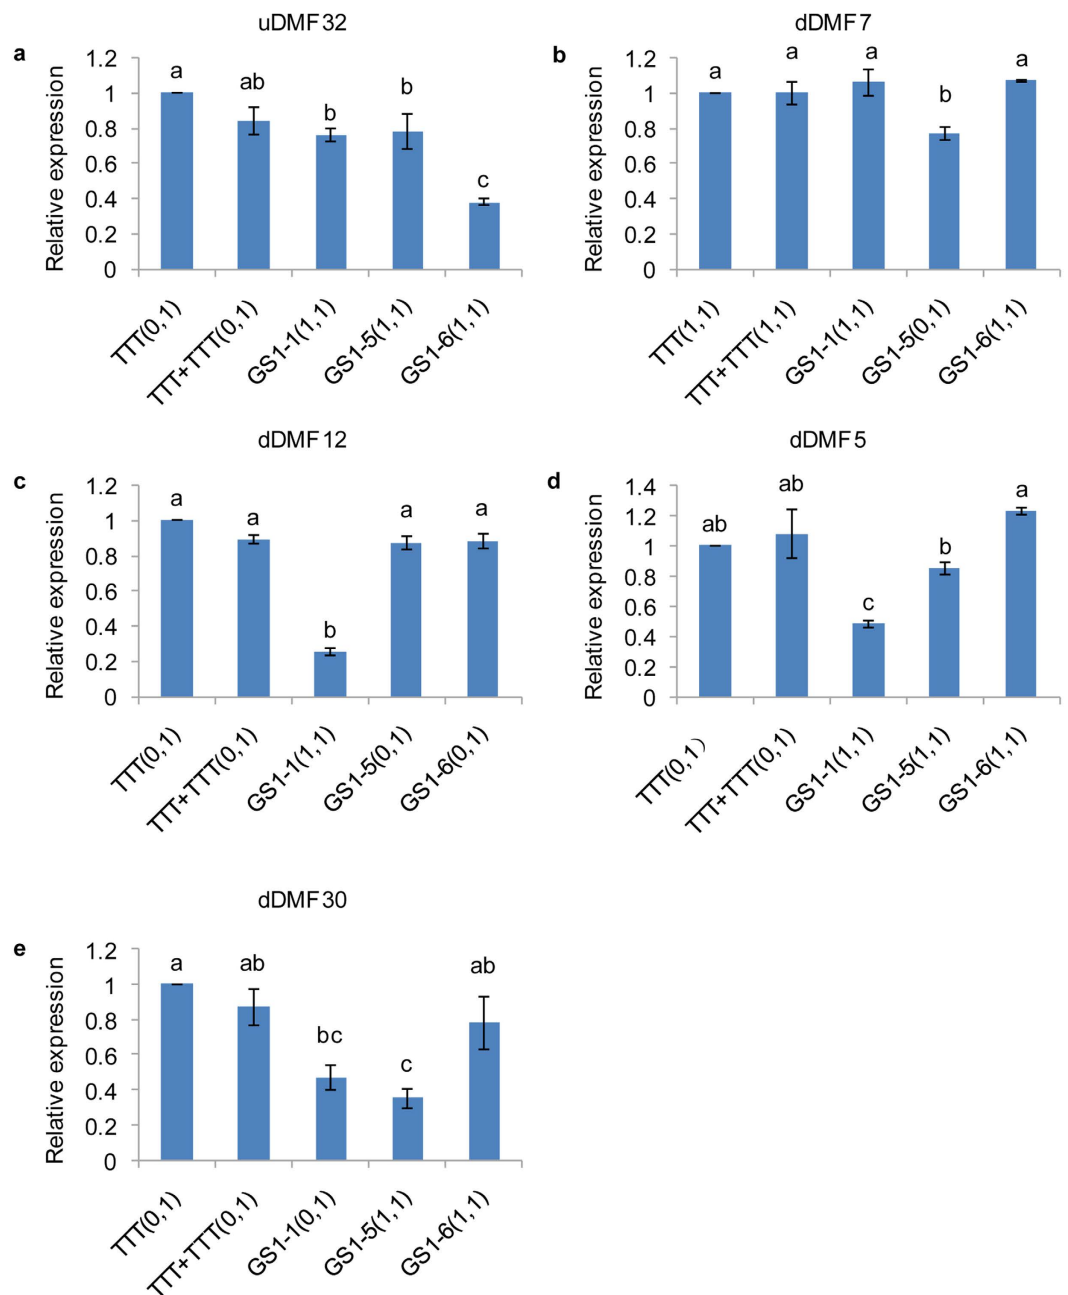 uDMF32
a
Relative expression
1.2
1
0.8
0.6
0.4
0.2
0
a
ab
b
b
c
TTT(0,1)
TTT+TTT(0,1)
GS1-1(1,1)
GS1-5(1,1)
GS1-6(1,1)
dDMF7
b
Relative expression
1.2
1
0.8
0.6
0.4
0.2
0
a
a
a
b
a
TTT(1,1)
TTT+TTT(1,1)
GS1-1(1,1)
GS1-5(0,1)
GS1-6(1,1)
dDMF12
c
Relative expression
1.2
1
0.8
0.6
0.4
0.2
0
a
a
b
a
a
TTT(0,1)
TTT+TTT(0,1)
GS1-1(1,1)
GS1-5(0,1)
GS1-6(0,1)
dDMF5
d
Relative expression
1.4
1.2
1
0.8
0.6
0.4
0.2
0
ab
ab
c
b
a
TTT(0,1）
TTT+TTT(0,1)
GS1-1(1,1)
GS1-5(1,1)
GS1-6(1,1)
dDMF30
e
Relative expression
1.2
1
0.8
0.6
0.4
0.2
0
a
ab
bc
c
ab
TTT(0,1)
TTT+TTT(0,1)
GS1-1(0,1)
GS1-5(1,1)
GS1-6(1,1)